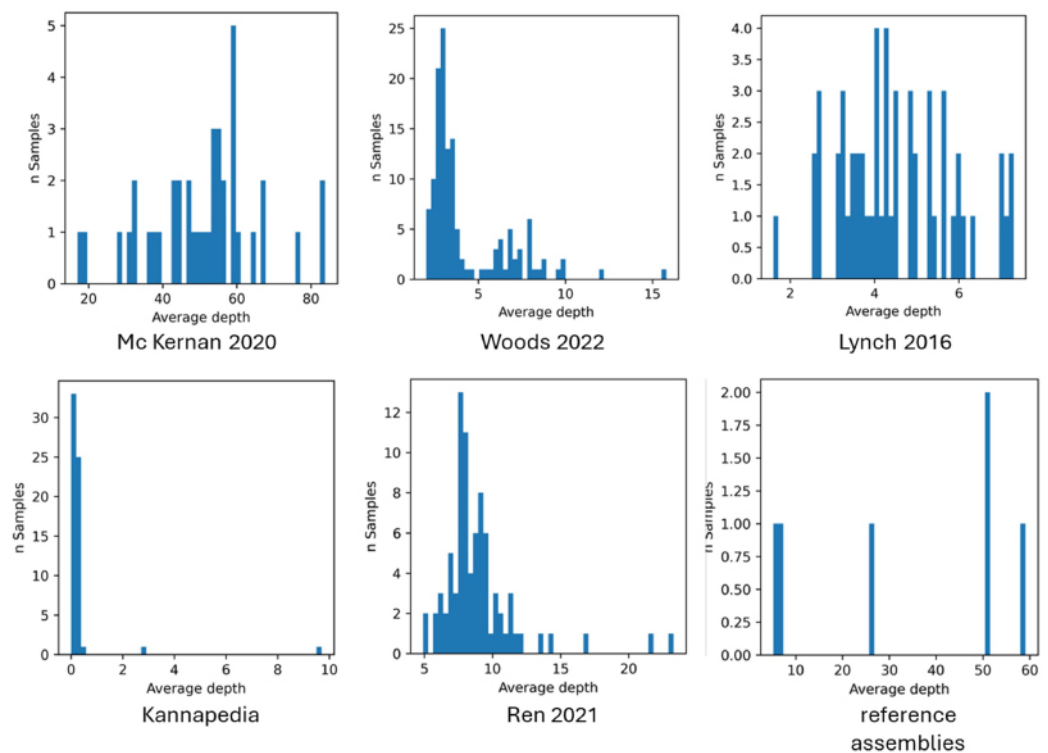 5
4
3
2
1
0
n Samples
20 40 60 80
Average depth
Mc Kernan 2020
25
20
15
10
5
0
n Samples
5 10 15
Average depth
Woods 2022
4.0
3.5
3.0
2.5
2.0
1.5
1.0
0.5
0.0
n Samples
2 4 6
Average depth
Lynch 2016
30
25
20
15
10
5
0
n Samples
0 2 4 6 8 10
Average depth
Kannapedia
12
10
8
6
4
2
0
n Samples
5 10 15 20
Average depth
Ren 2021
2.00
1.75
1.50
1.25
1.00
0.75
0.50
0.25
0.00
n Samples
10 20 30 40 50 60
Average depth
reference
assemblies